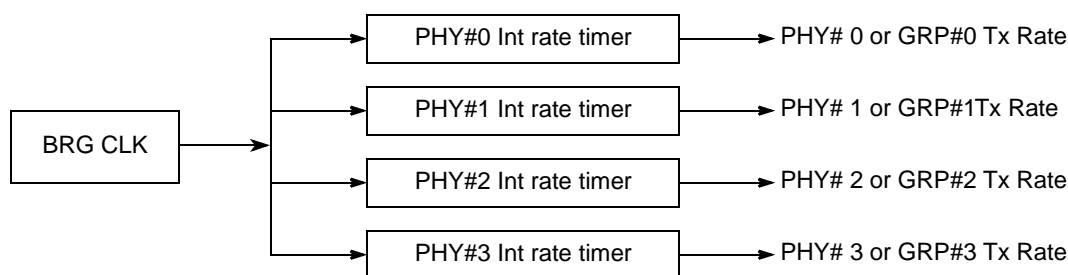 PHY#0 Int rate timer
PHY# 0 or GRP#0 Tx Rate
PHY#1 Int rate timer
PHY# 1 or GRP#1Tx Rate
BRG CLK
PHY#2 Int rate timer
PHY# 2 or GRP#2 Tx Rate
PHY#3 Int rate timer
PHY# 3 or GRP#3 Tx Rate